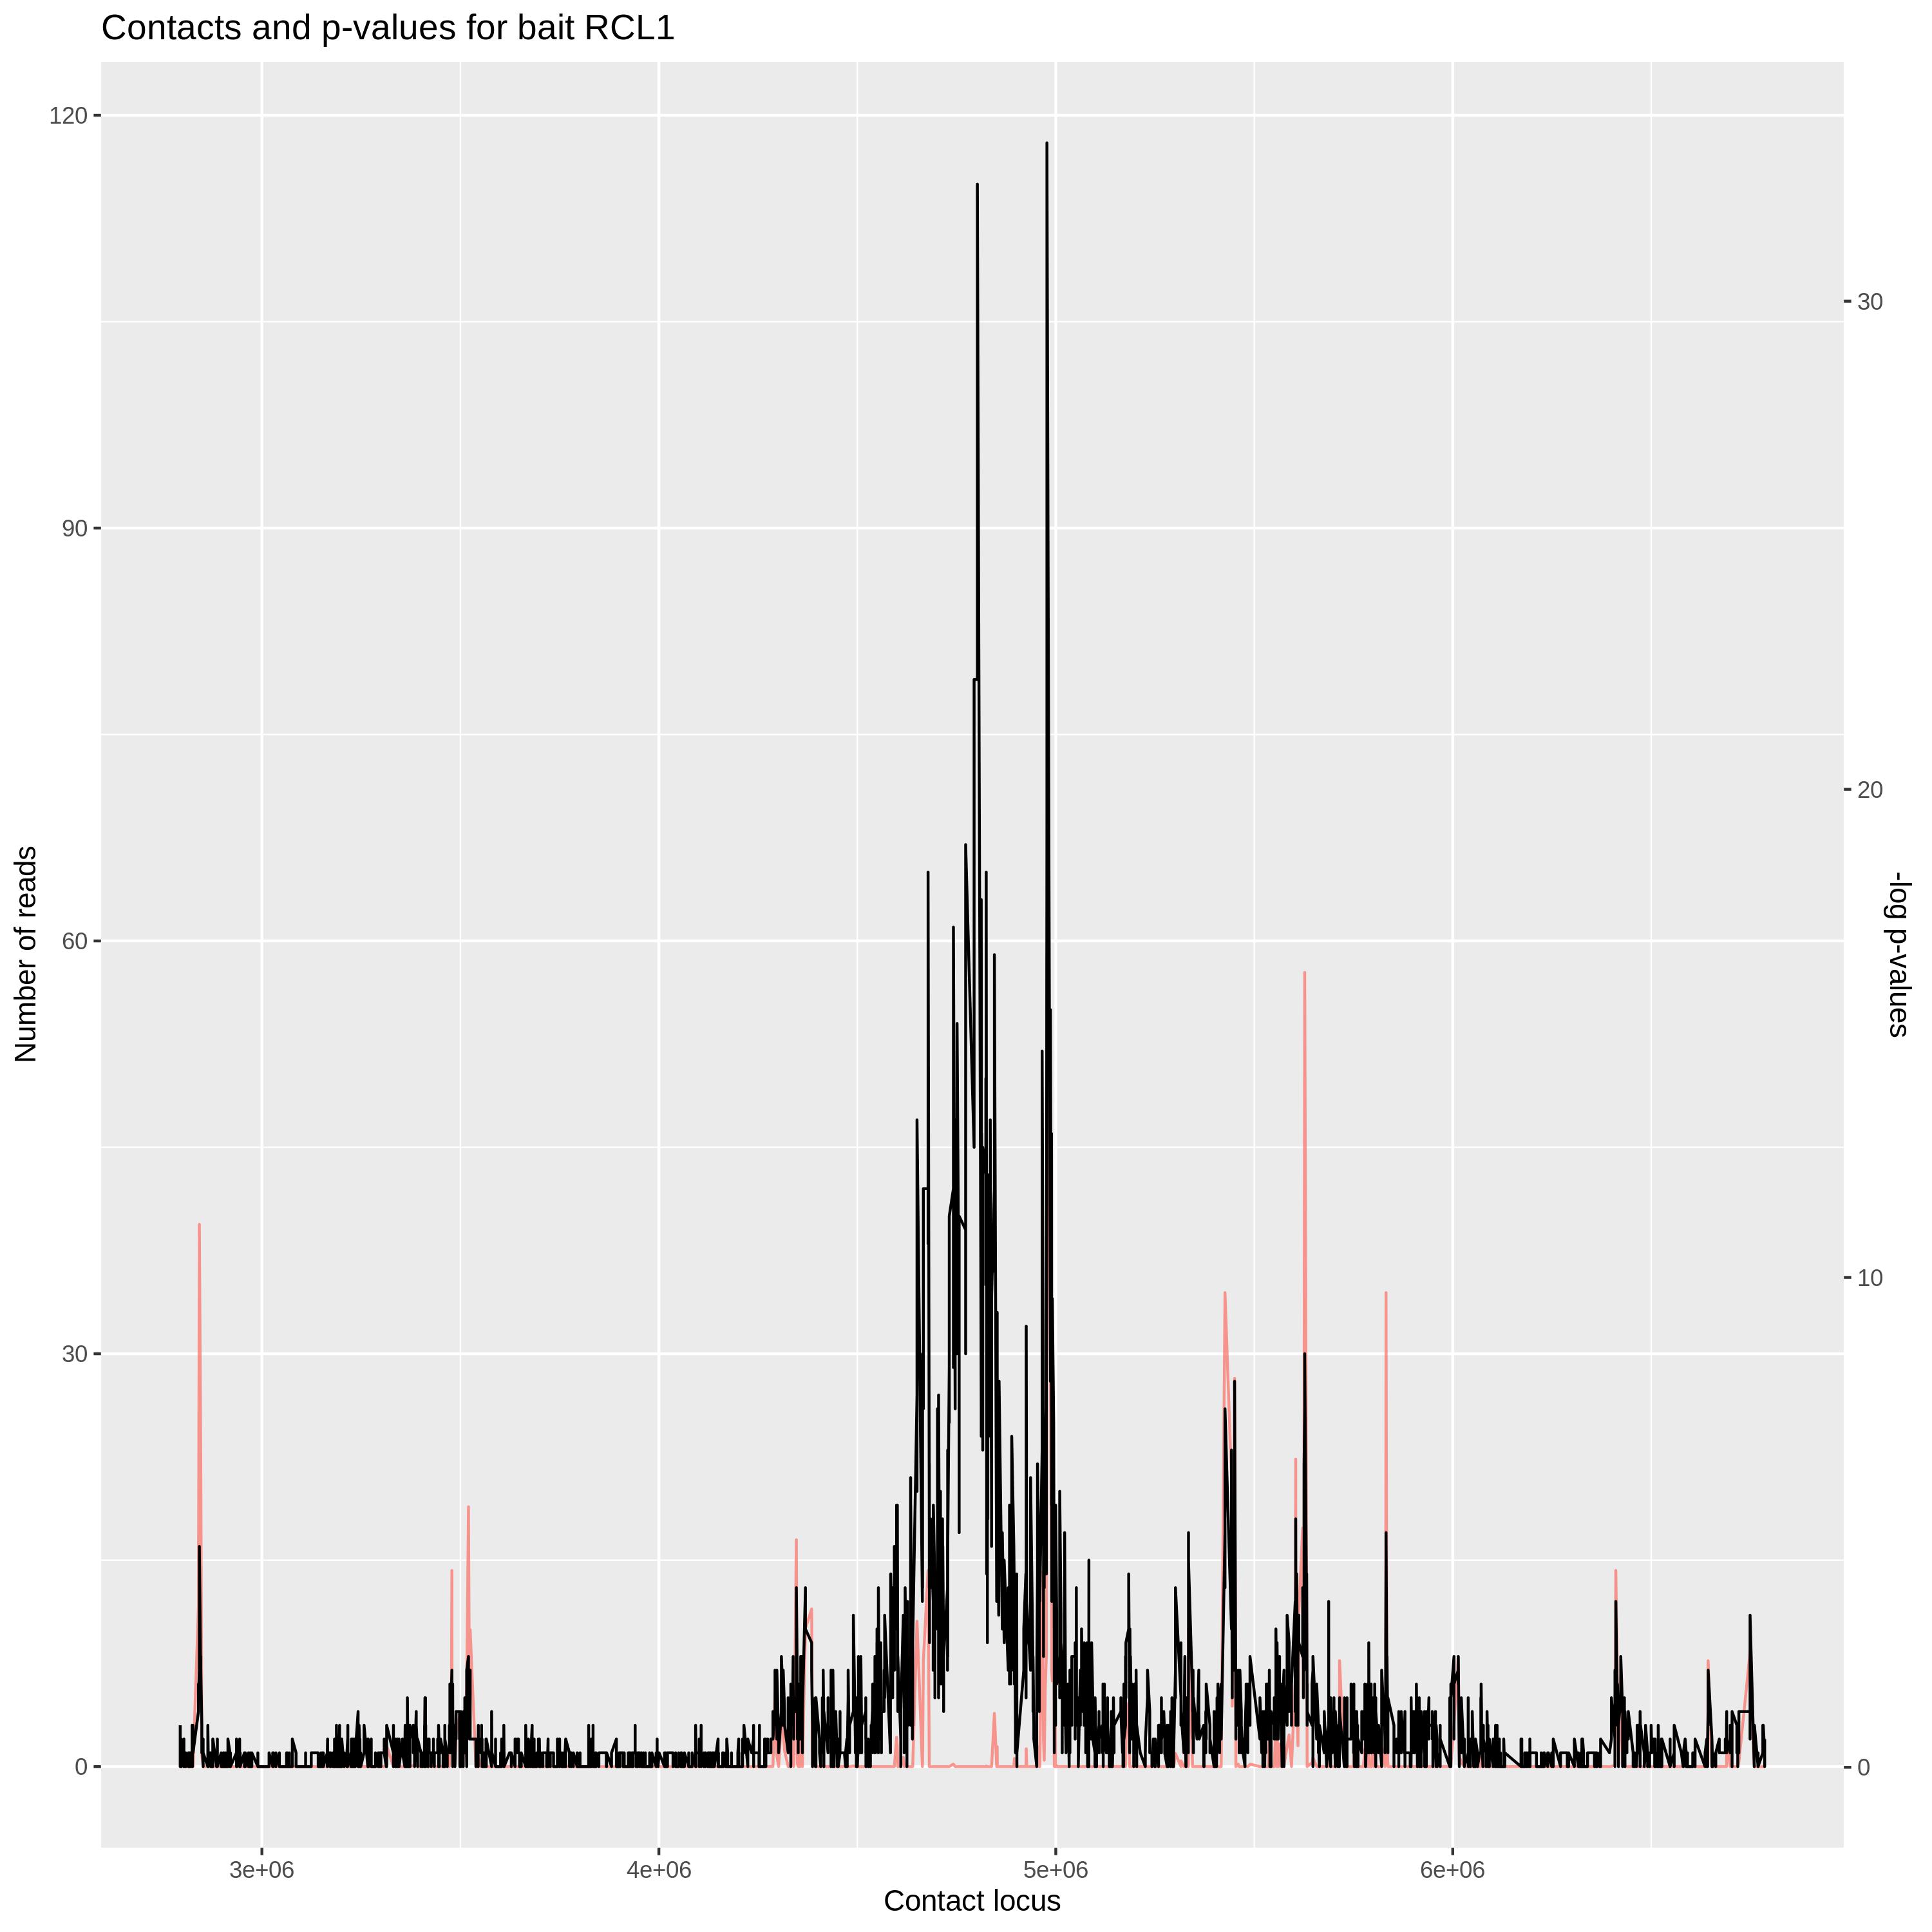 Contacts and p-values for bait RCL1
120
90
60
30
0
Number of reads
30
20
10
0
-log p-values
3e+06
4e+06
5e+06
6e+06
Contact locus